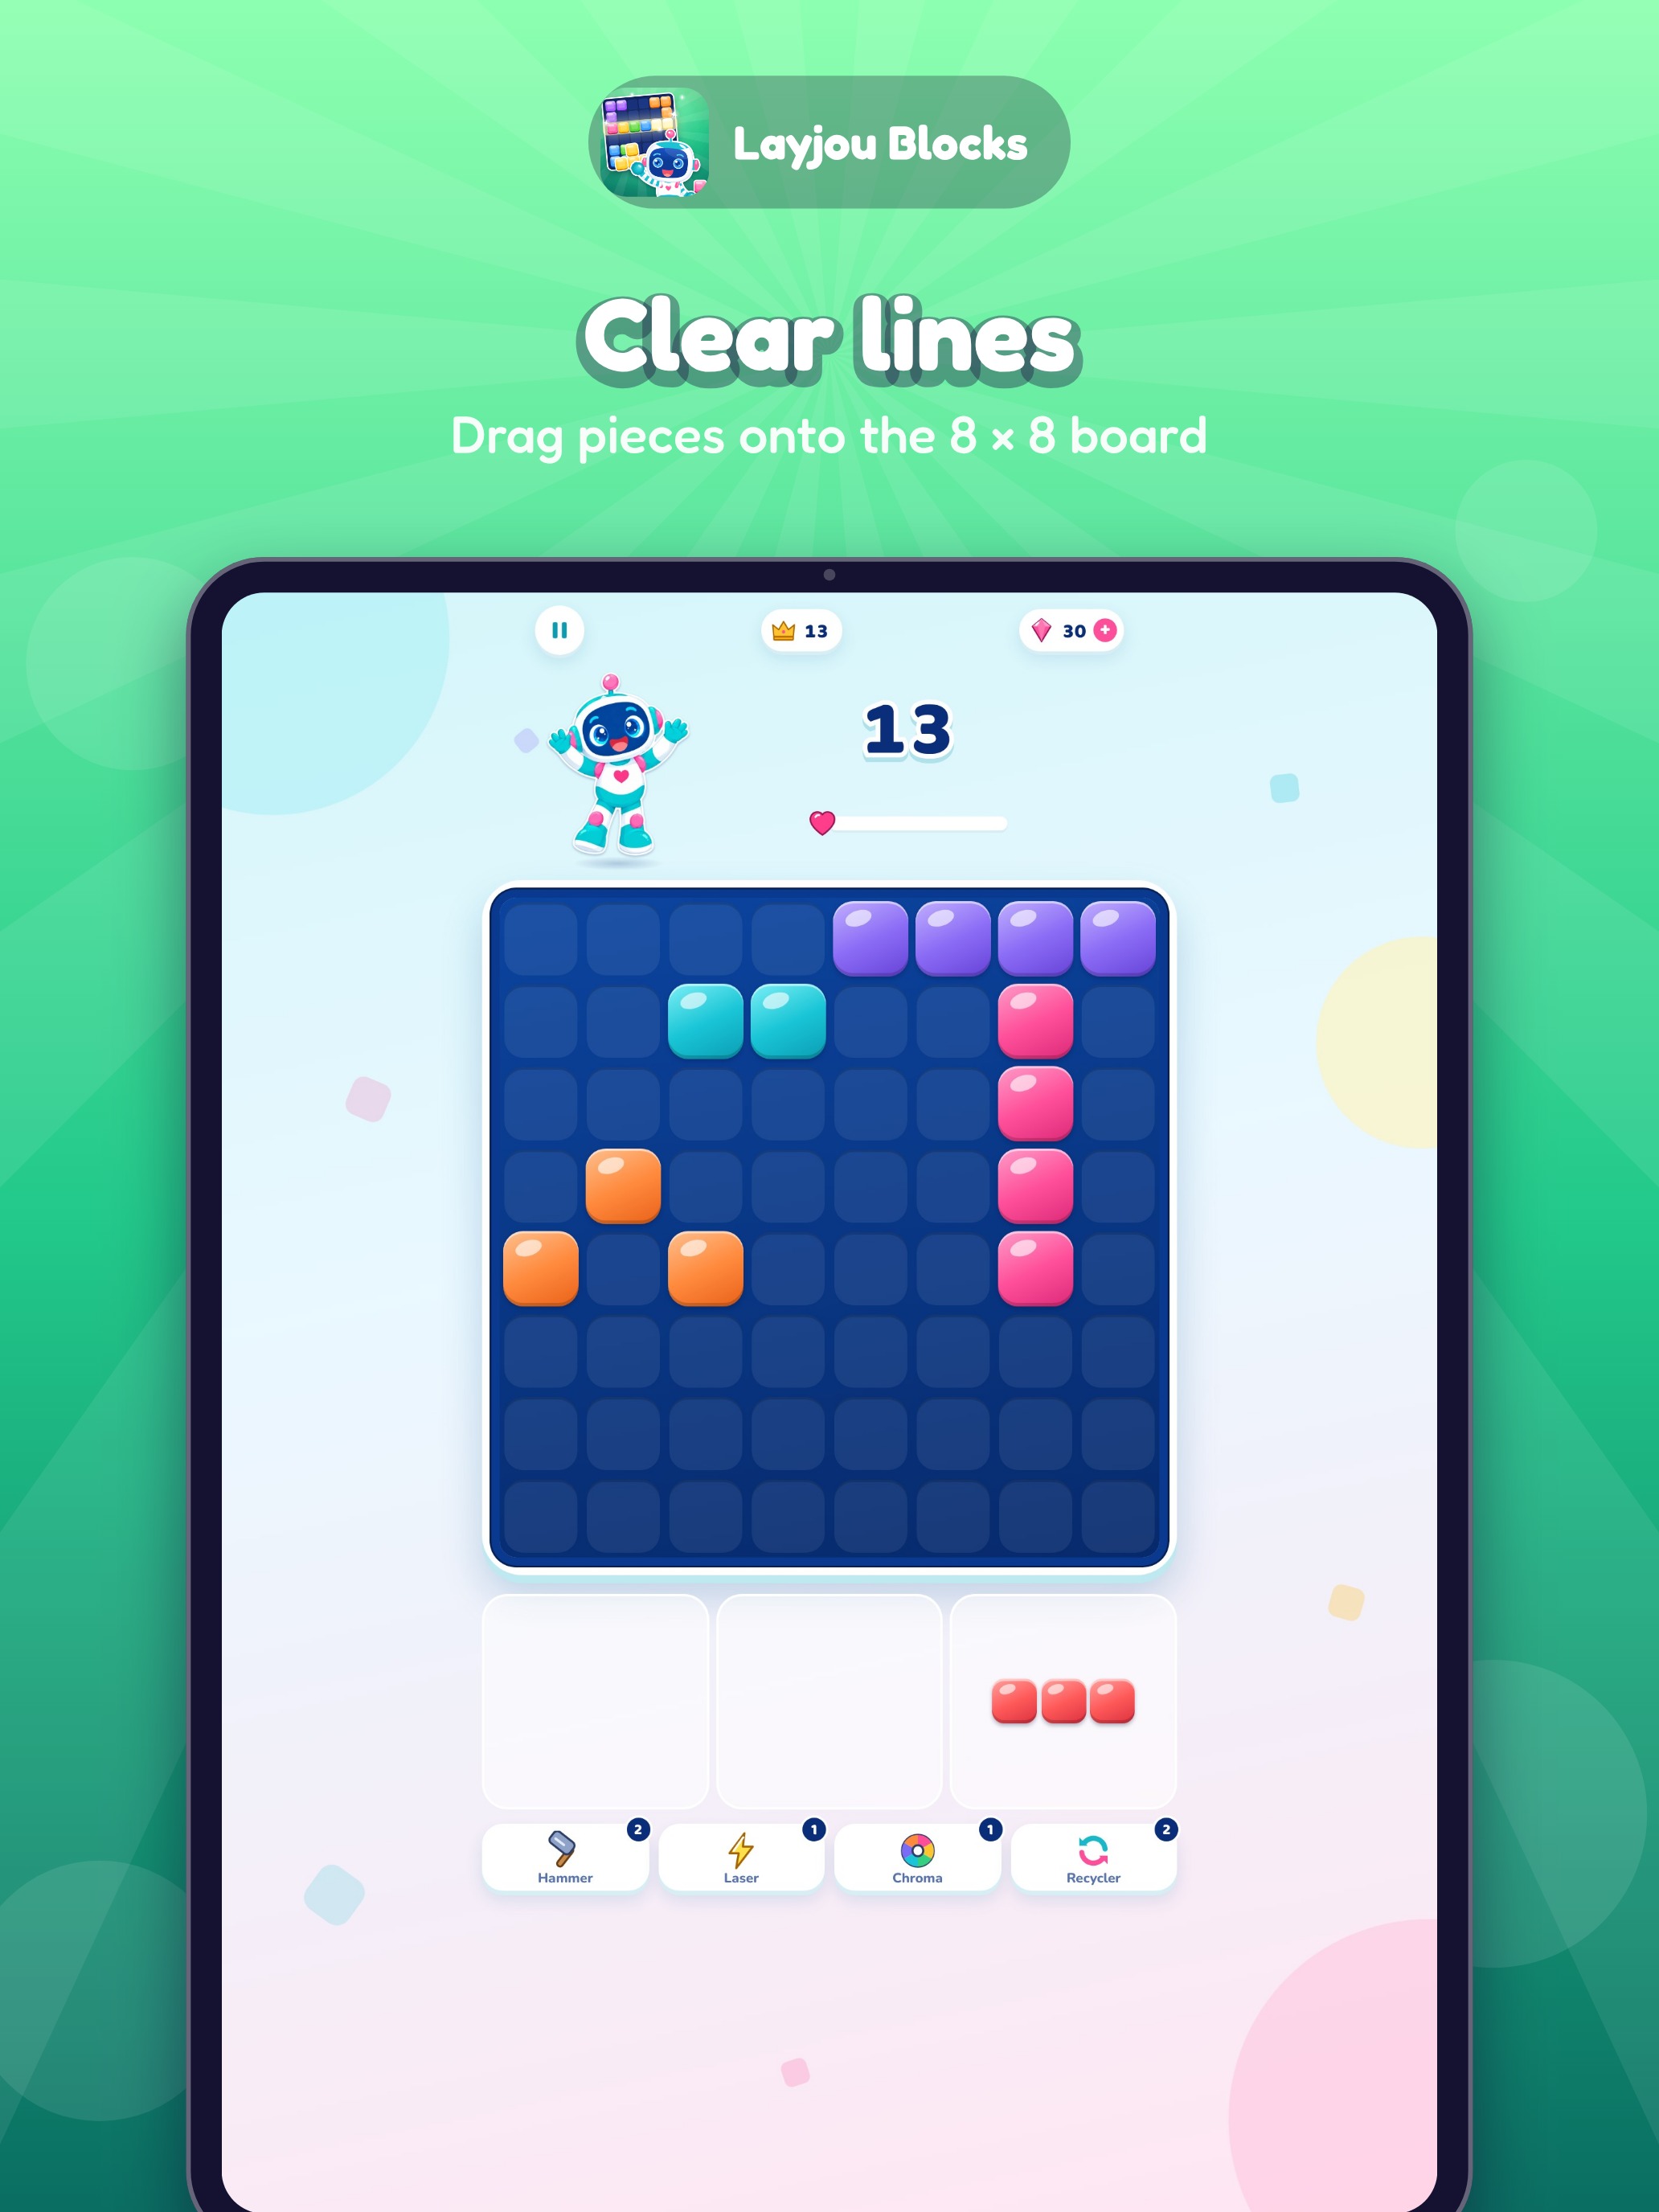 Layjou Blocks
Clear lines
Drag pieces onto the 8 × 8 board
13
30 +
13
2
1
1
2
Hammer
Laser
Chroma
Recycler